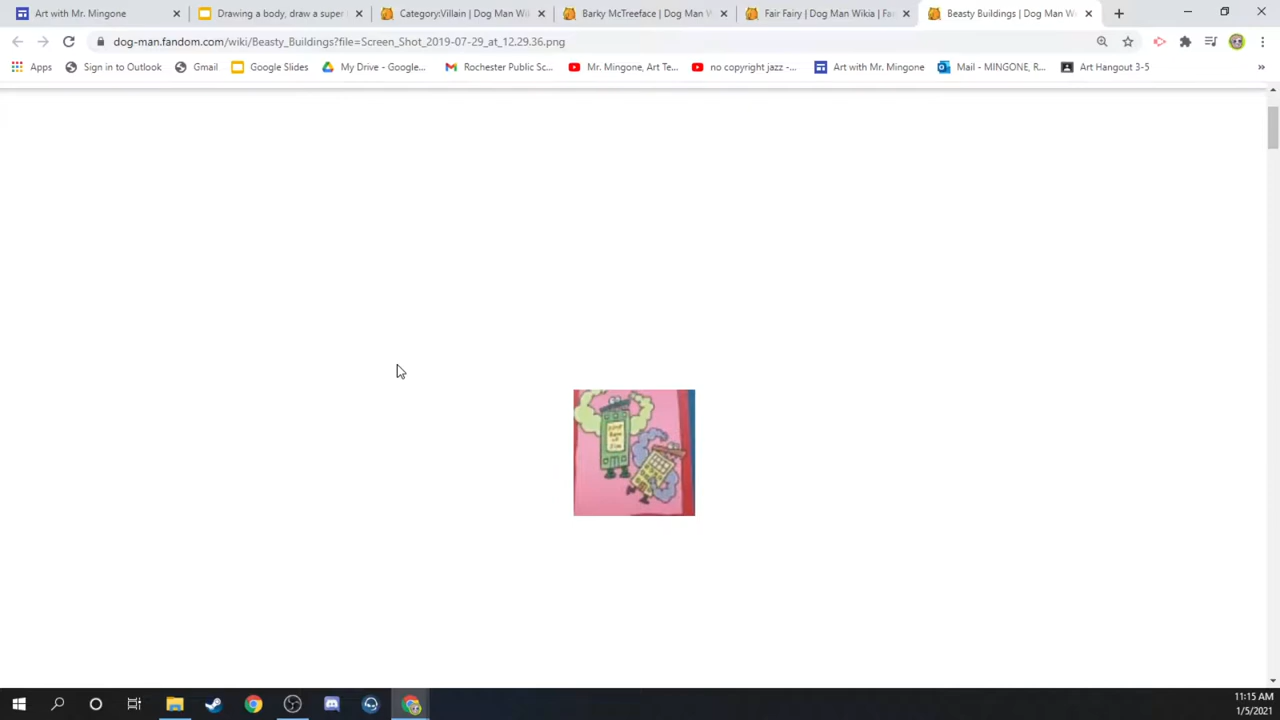 Art with Mr. Mingone
Drawing a body, draw a super
Category:Villain | Dog Man Wi
Barky McTreeface | Dog Man W
Fair Fairy | Dog Man Wikia | Fan
Beasty Buildings | Dog Man W
dog-man.fandom.com/wiki/Beasty_Buildings?file=Screen_Shot_2019-07-29_at_12.29.36.png
Apps Sign in to Outlook Gmail Google Slides My Drive - Google... Rochester Public Sc... Mr. Mingone, Art Te... no copyright jazz -... Art with Mr. Mingone Mail - MINGONE, R... Art Hangout 3-5 »
11:15 AM
1/5/2021